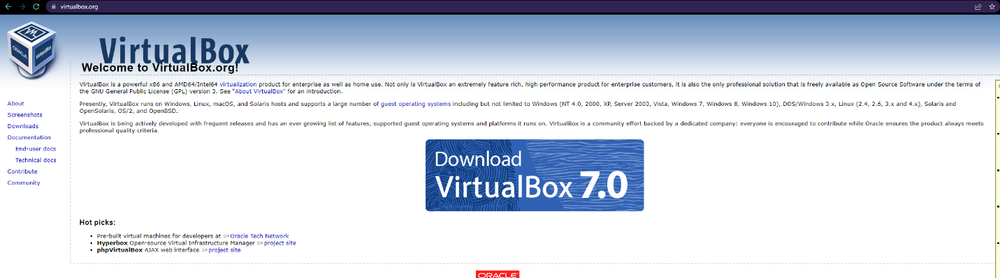 virtualbox.org
ORACLE
VirtualBox
VirtualBox
Welcome to VirtualBox.org!
VirtualBox is a powerful x86 and AMD64/Intel64 virtualization product for enterprise as well as home use. Not only is VirtualBox an extremely feature rich, high performance product for enterprise customers, it is also the only professional solution that is freely available as Open Source Software under the terms of
the GNU General Public License (GPL) version 3. See "About VirtualBox" for an introduction.
Presently, VirtualBox runs on Windows, Linux, macOS, and Solaris hosts and supports a large number of guest operating systems including but not limited to Windows (NT 4.0, 2000, XP, Server 2003, Vista, Windows 7, Windows 8, Windows 10), DOS/Windows 3.x, Linux (2.4, 2.6, 3.x and 4.x), Solaris and
OpenSolaris, OS/2, and OpenBSD.
VirtualBox is being actively developed with frequent releases and has an ever growing list of features, supported guest operating systems and platforms it runs on. VirtualBox is a community effort backed by a dedicated company: everyone is encouraged to contribute while Oracle ensures the product always meets
professional quality criteria.
About
Screenshots
Downloads
Documentation
End-user docs
Technical docs
Contribute
Community
Download
VirtualBox 7.0
Hot picks:
Pre-built virtual machines for developers at Oracle Tech Network
Hyperbox Open-source Virtual Infrastructure Manager project site
phpVirtualBox AJAX web interface project site
ORACLE